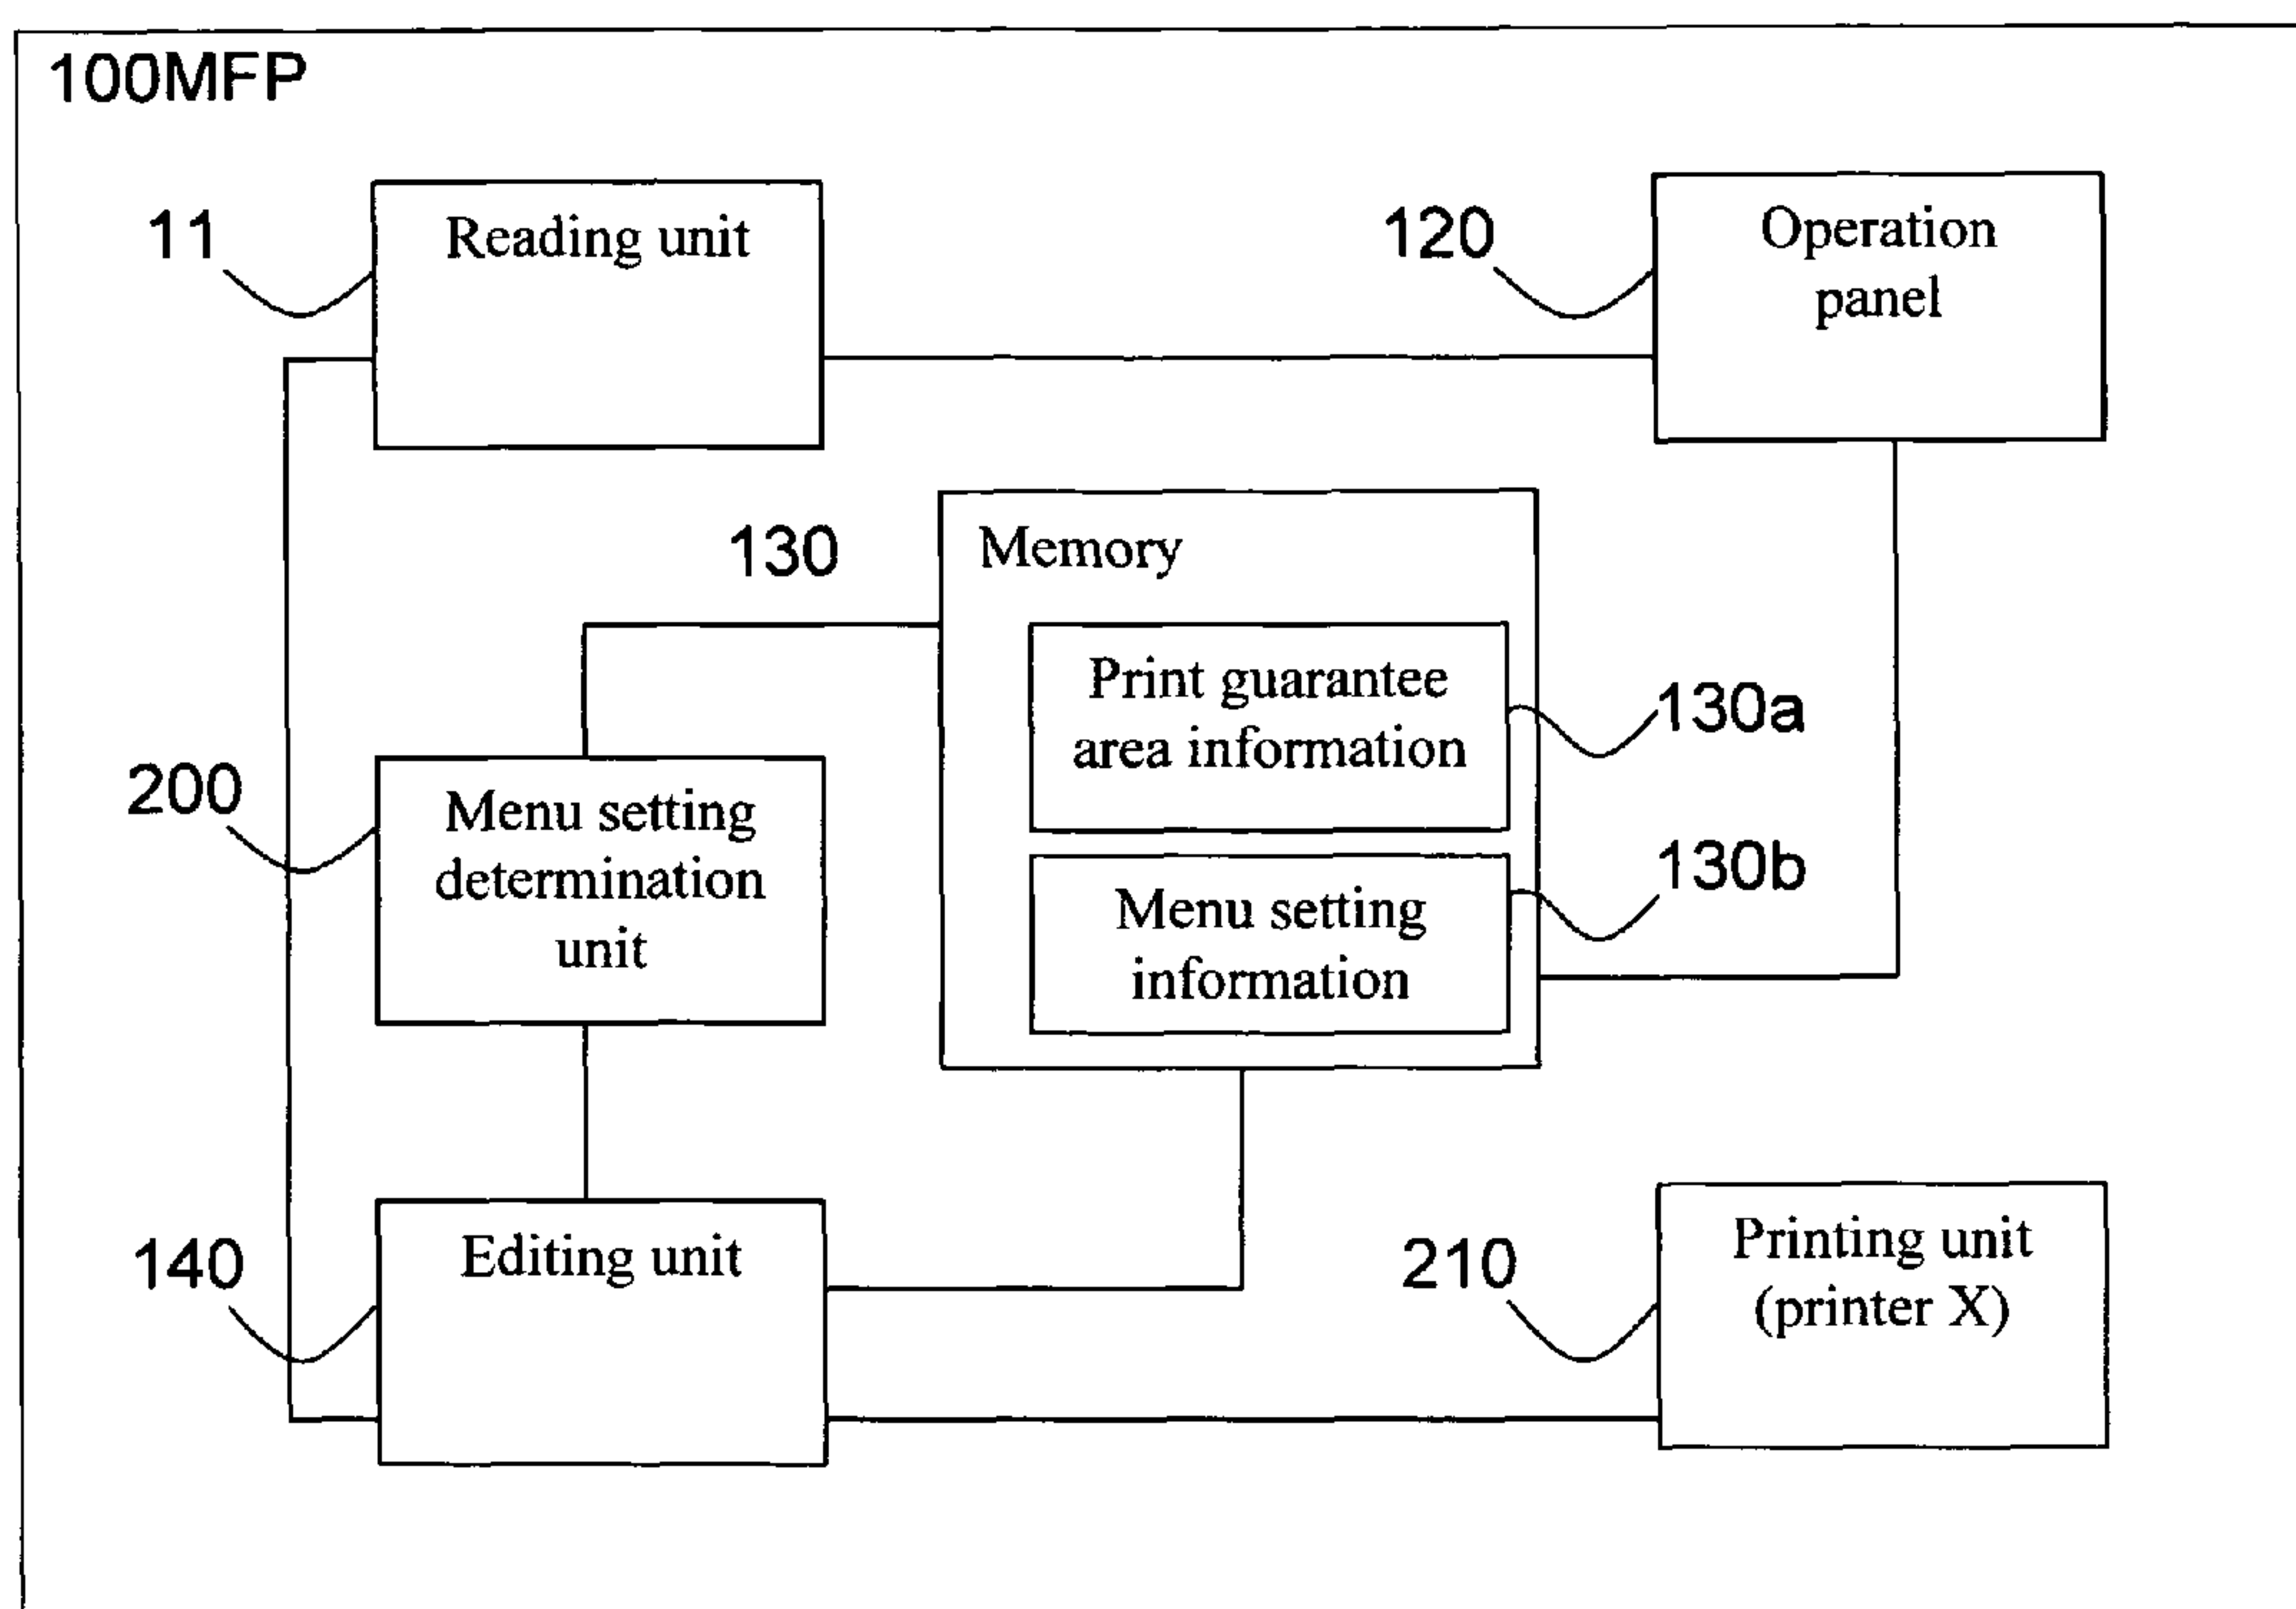 100MFP
11
Reading unit
120
Operation
panel
130
Memory
Print guarantee
area information
130a
200
Menu setting
determination
unit
Menu setting
information
130b
140
Editing unit
210
Printing unit
(printer X)